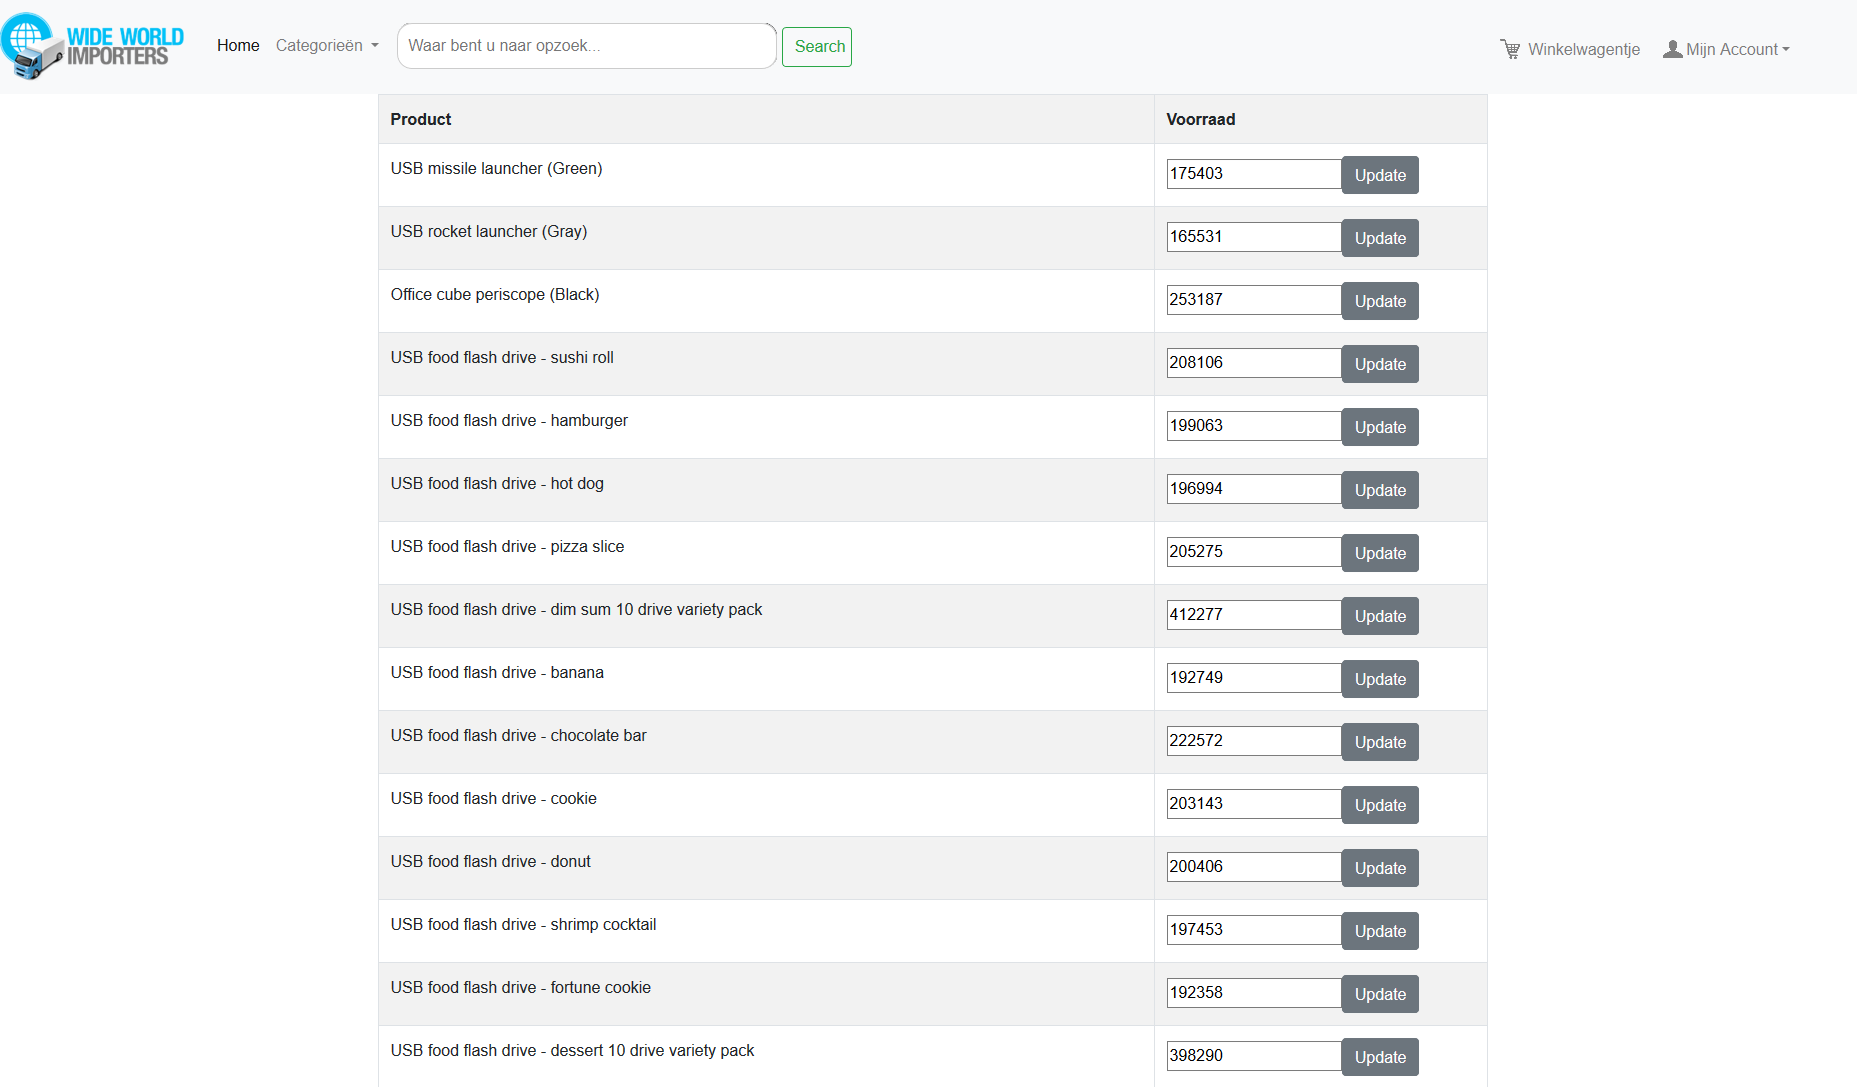 WIDE WORLD
IMPORTERS
Home Categorieën Waar bent u naar opzoek... Search Winkelwagentje Mijn Account
Product Voorraad
USB missile launcher (Green) 175403 Update
USB rocket launcher (Gray) 165531 Update
Office cube periscope (Black) 253187 Update
USB food flash drive - sushi roll 208106 Update
USB food flash drive - hamburger 199063 Update
USB food flash drive - hot dog 196994 Update
USB food flash drive - pizza slice 205275 Update
USB food flash drive - dim sum 10 drive variety pack 412277 Update
USB food flash drive - banana 192749 Update
USB food flash drive - chocolate bar 222572 Update
USB food flash drive - cookie 203143 Update
USB food flash drive - donut 200406 Update
USB food flash drive - shrimp cocktail 197453 Update
USB food flash drive - fortune cookie 192358 Update
USB food flash drive - dessert 10 drive variety pack 398290 Update